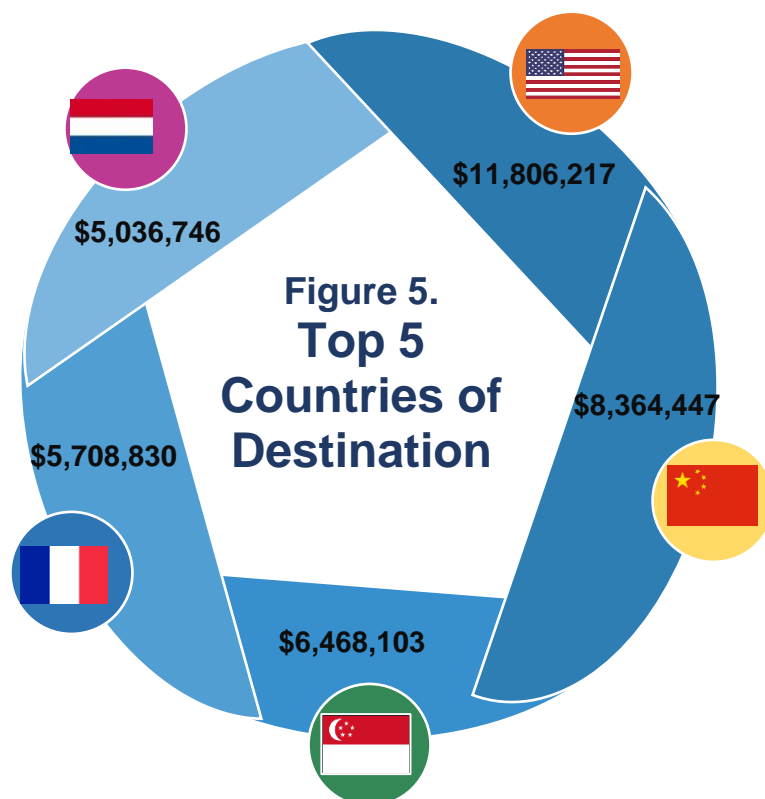 $11,806,217
$5,036,746
Figure 5.
Top 5
Countries of
Destination
$8,364,447
$5,708,830
$6,468,103